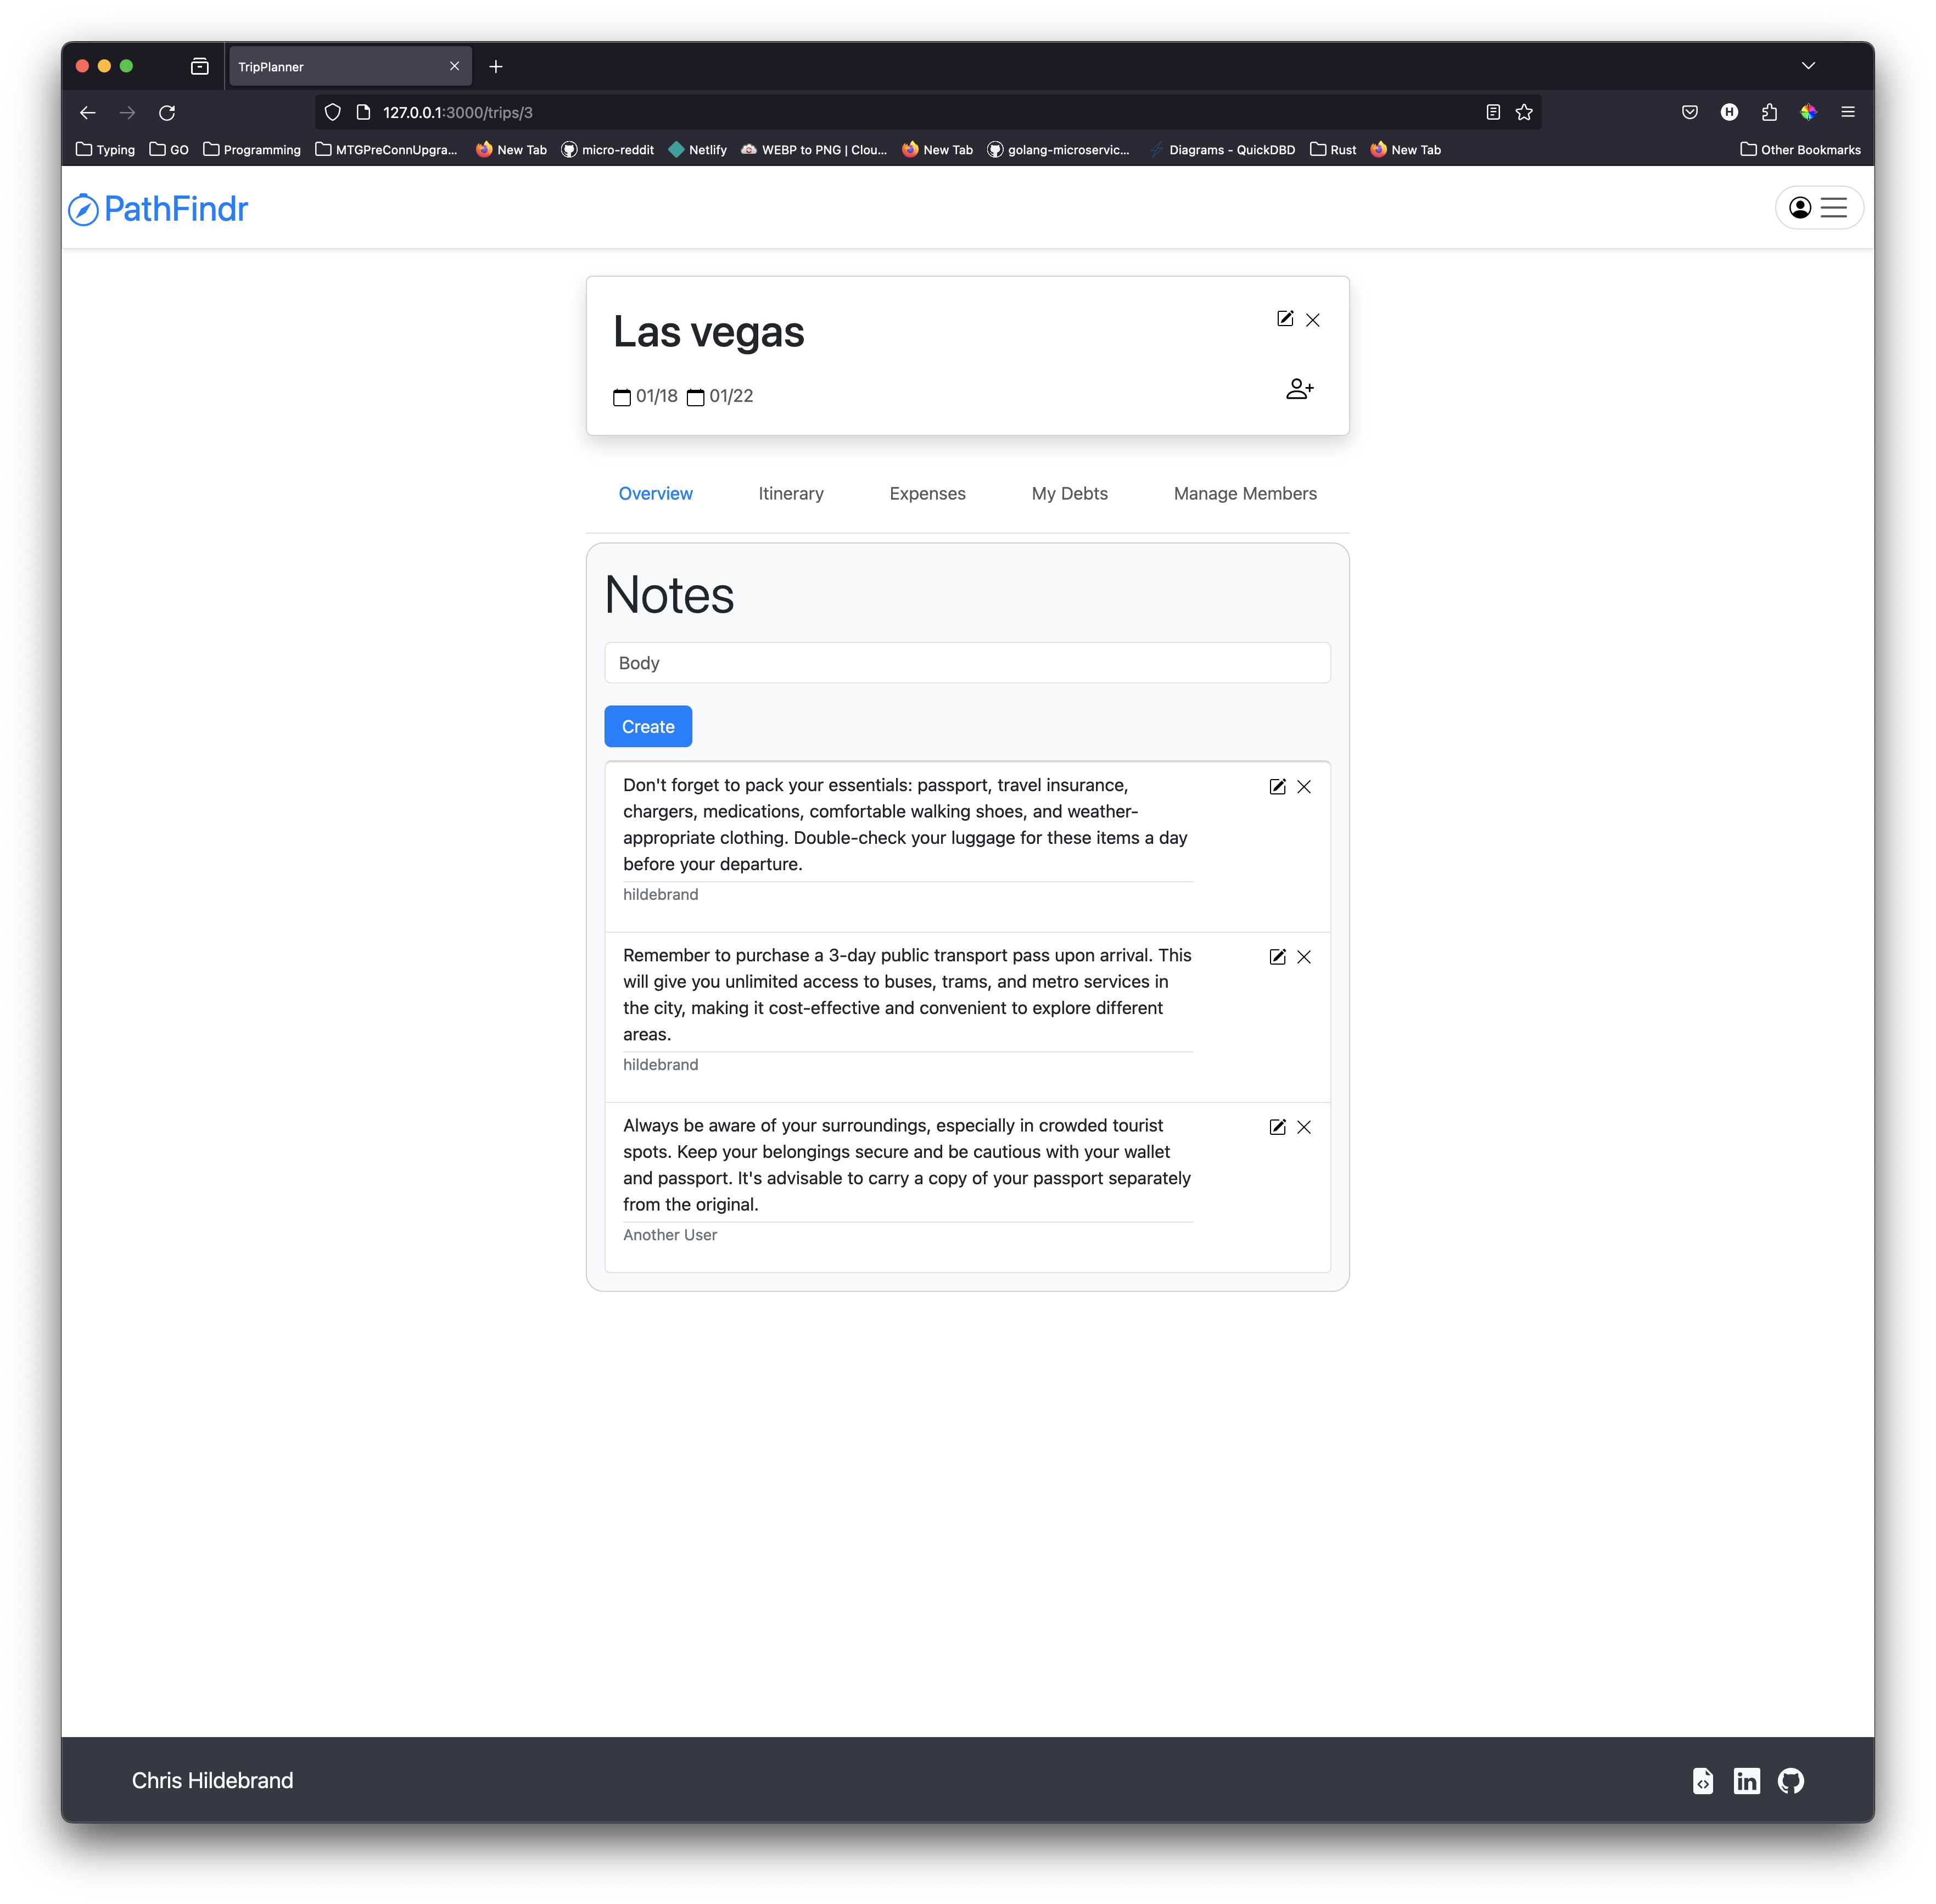 TripPlanner
127.0.0.1:3000/trips/3
Typing GO Programming MTGPreConnUpgra... New Tab micro-reddit Netlify WEBP to PNG | Clou... New Tab golang-microservic... Diagrams - QuickDBD Rust New Tab Other Bookmarks
PathFindr
Las vegas
01/18 01/22
Overview Itinerary Expenses My Debts Manage Members
Notes
Body
Create
Don't forget to pack your essentials: passport, travel insurance,
chargers, medications, comfortable walking shoes, and weather-
appropriate clothing. Double-check your luggage for these items a day
before your departure.
hildebrand
Remember to purchase a 3-day public transport pass upon arrival. This
will give you unlimited access to buses, trams, and metro services in
the city, making it cost-effective and convenient to explore different
areas.
hildebrand
Always be aware of your surroundings, especially in crowded tourist
spots. Keep your belongings secure and be cautious with your wallet
and passport. It's advisable to carry a copy of your passport separately
from the original.
Another User
Chris Hildebrand